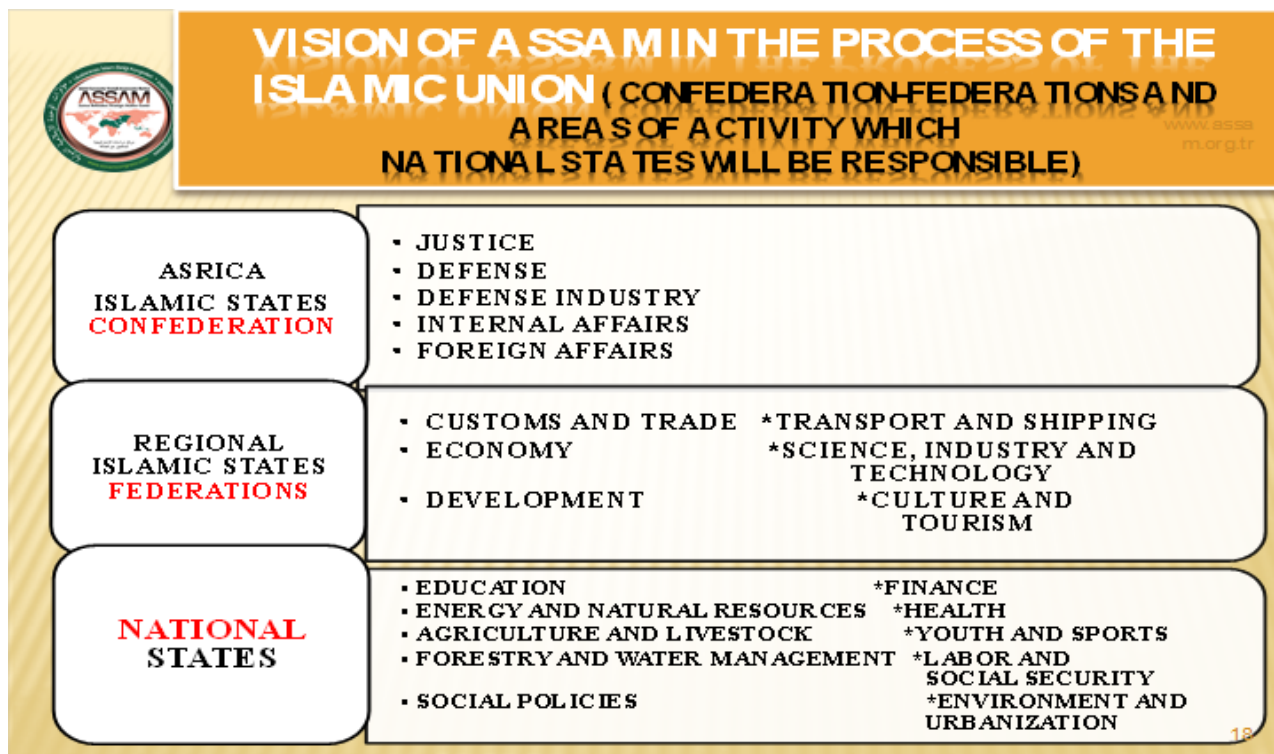 VISION OF ASSAM IN THE PROCESS OF THE
ISLAMIC UNION ( CONFEDERATION-FEDERATIONS AND
AREAS OF ACTIVITY WHICH
NATIONAL STATES WILL BE RESPONSIBLE)
www.assa
m.org.tr
ASSAM
ASRICA
ISLAMIC STATES
CONFEDERATION
▪ JUSTICE
▪ DEFENSE
▪ DEFENSE INDUSTRY
▪ INTERNAL AFFAIRS
▪ FOREIGN AFFAIRS
REGIONAL
ISLAMIC STATES
FEDERATIONS
▪ CUSTOMS AND TRADE *TRANSPORT AND SHIPPING
▪ ECONOMY *SCIENCE, INDUSTRY AND
TECHNOLOGY
▪ DEVELOPMENT *CULTURE AND
TOURISM
NATIONAL
STATES
▪ EDUCATION *FINANCE
▪ ENERGY AND NATURAL RESOURCES *HEALTH
▪ AGRICULTURE AND LIVESTOCK *YOUTH AND SPORTS
▪ FORESTRY AND WATER MANAGEMENT *LABOR AND
SOCIAL SECURITY
▪ SOCIAL POLICIES *ENVIRONMENT AND
URBANIZATION
18